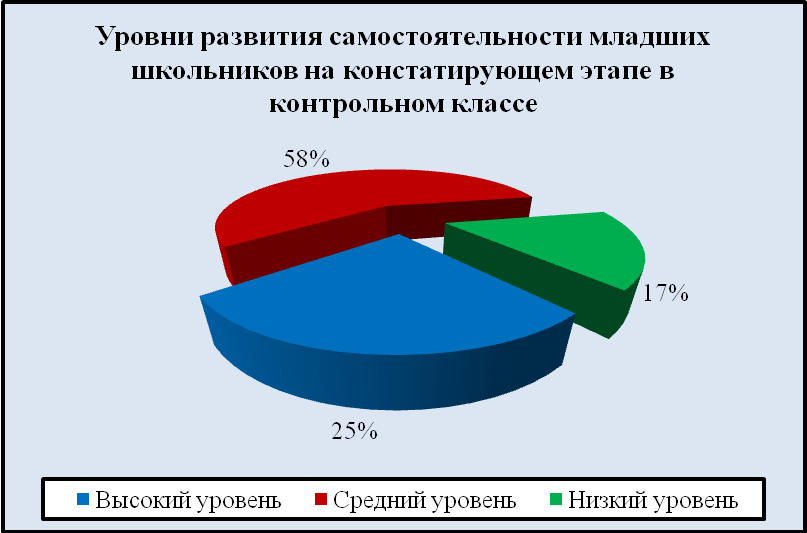 Уровни развития самостоятельности младших
школьников на констатирующем этапе в
контрольном классе
58%
17%
25%
Высокий уровень Средний уровень Низкий уровень